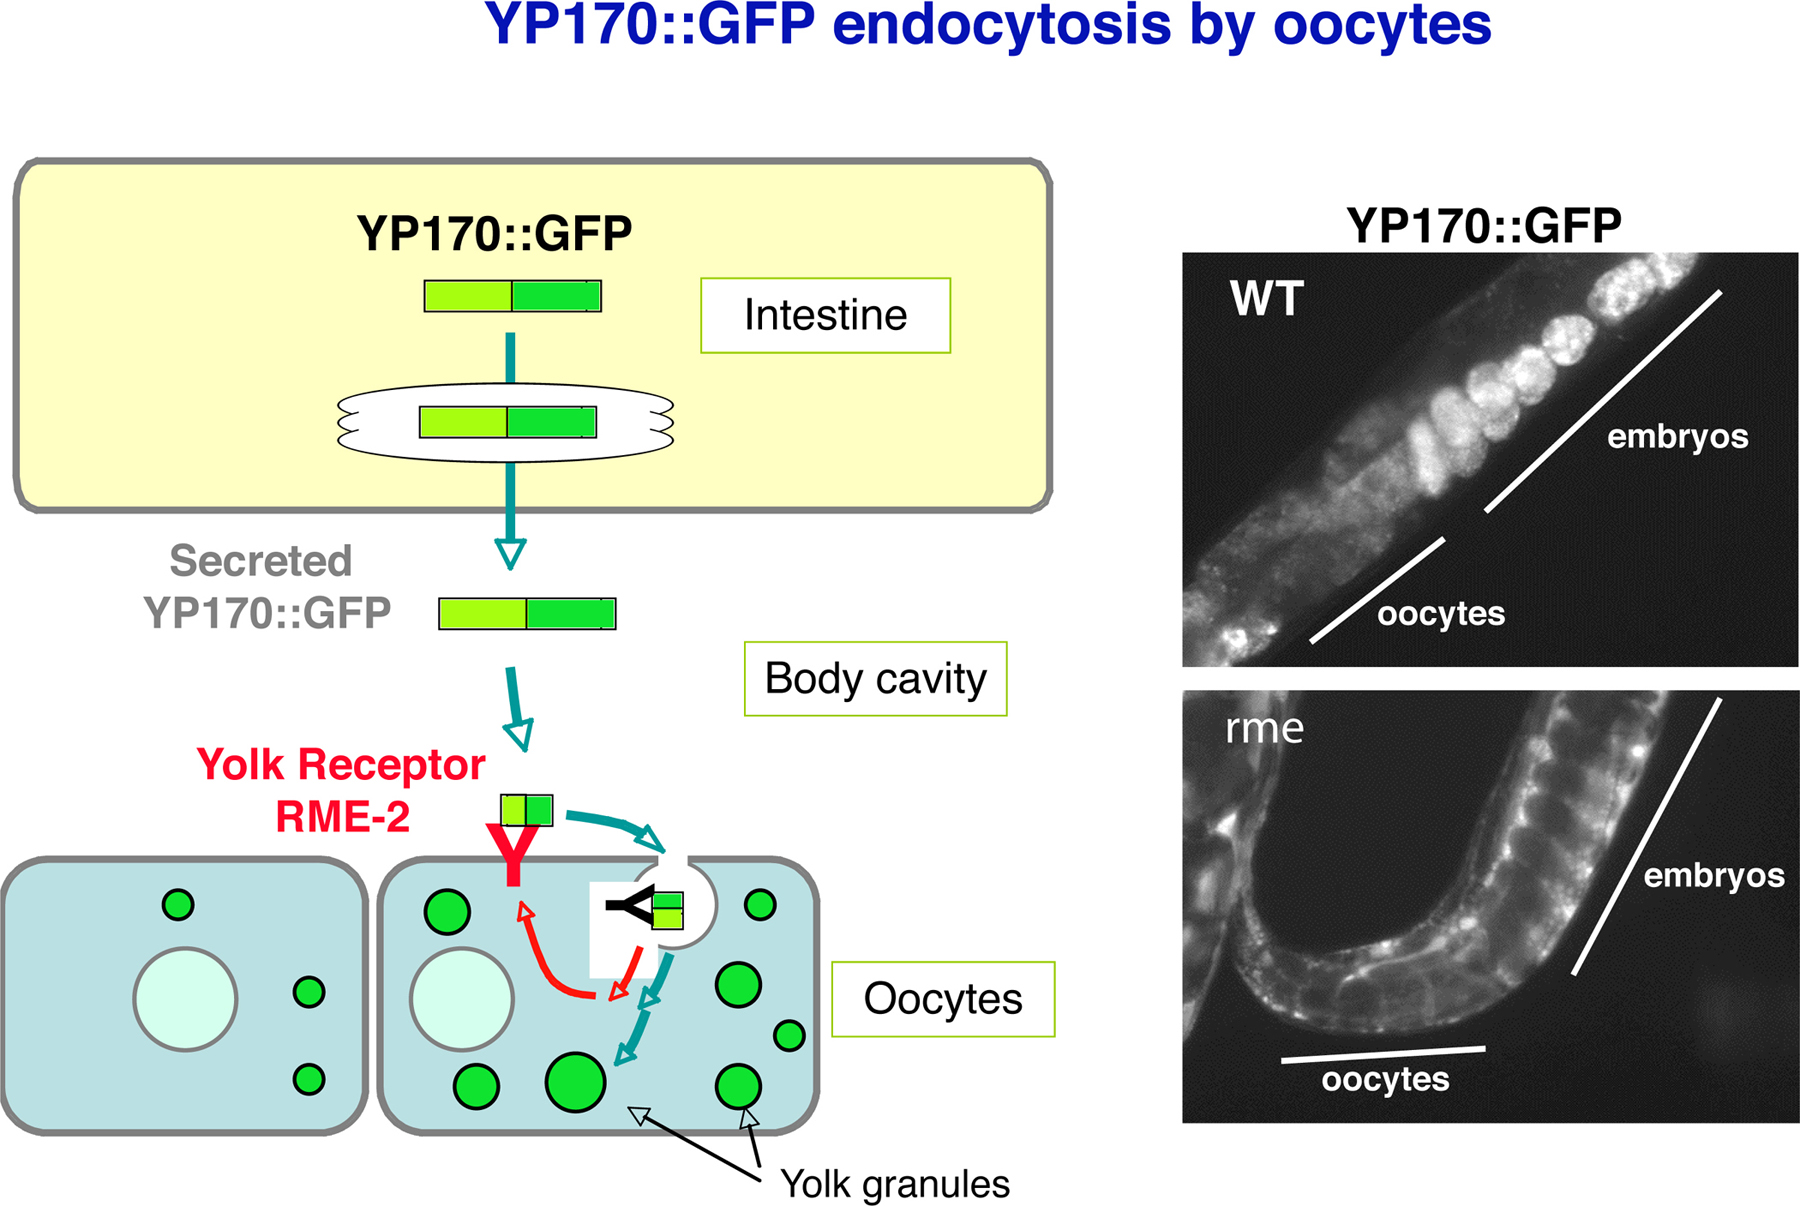 YP170::GFP endocytosis by oocytes
YP170::GFP
Intestine
Secreted
YP170::GFP
Body cavity
Yolk Receptor
RME-2
Oocytes
Yolk granules
YP170::GFP
WT
embryos
oocytes
rme
embryos
oocytes